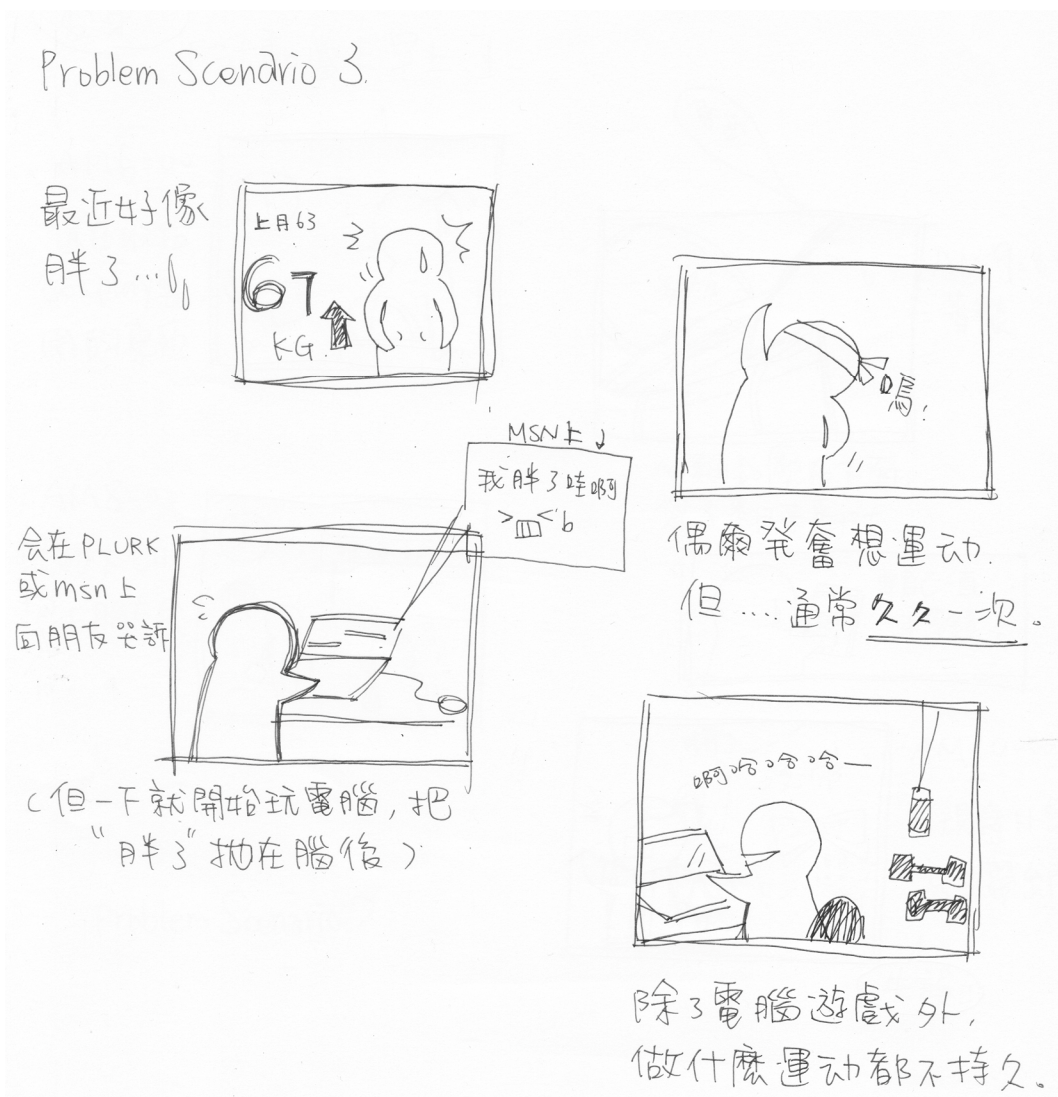 Problem Scenario 3.
最近好像
胖了...
上月63
67
KG
会在PLURK
或msn上
向朋友哭訴
...
MSN上↓
我胖了哇啊
>皿<b
(但一下就開始玩電腦,把
"胖了"拋在腦後)
嗚!
偶爾発奮想運动.
但....通常久久一次。
啊哈哈哈—
除了電腦遊戲外,
做什麼運动都不持久。